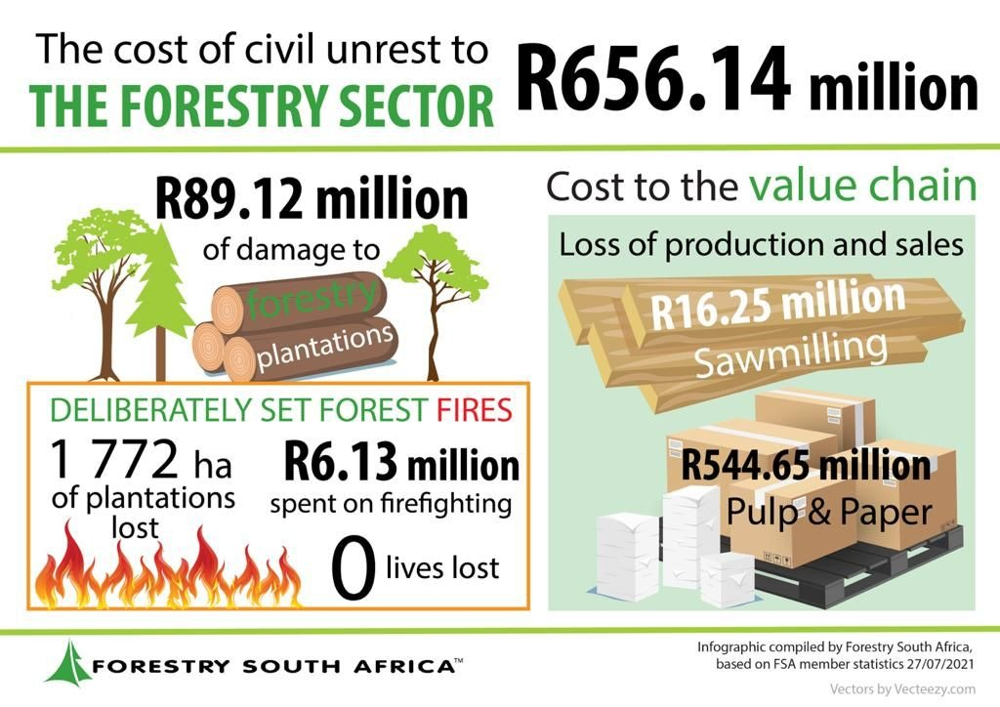 The cost of civil unrest to
THE FORESTRY SECTOR
R656.14 million
R89.12 million
of damage to
forestry
plantations
DELIBERATELY SET FOREST FIRES
1 772 ha
of plantations
lost
R6.13 million
spent on firefighting
0 lives lost
Cost to the value chain
Loss of production and sales
R16.25 million
Sawmilling
R544.65 million
Pulp & Paper
FORESTRY SOUTH AFRICA™
Infographic compiled by Forestry South Africa,
based on FSA member statistics 27/07/2021
Vectors by Vecteezy.com